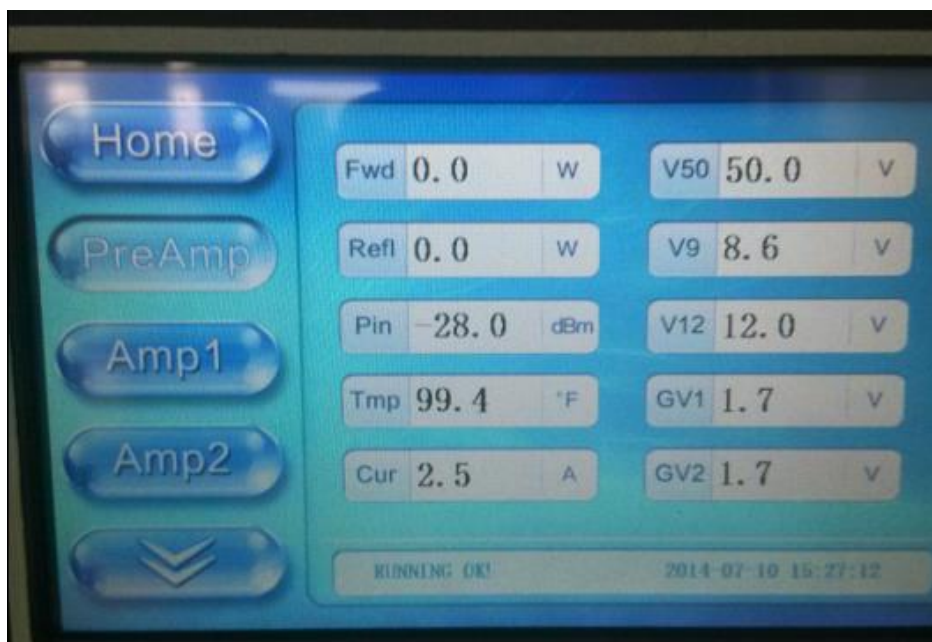 Home
PreAmp
Amp1
Amp2
Fwd 0.0 W
Refl 0.0 W
Pin -28.0 dBm
Tmp 99.4 °F
Cur 2.5 A
V50 50.0 V
V9 8.6 V
V12 12.0 V
GV1 1.7 V
GV2 1.7 V
RUNNING OK!
2014-07-10 15:27:12